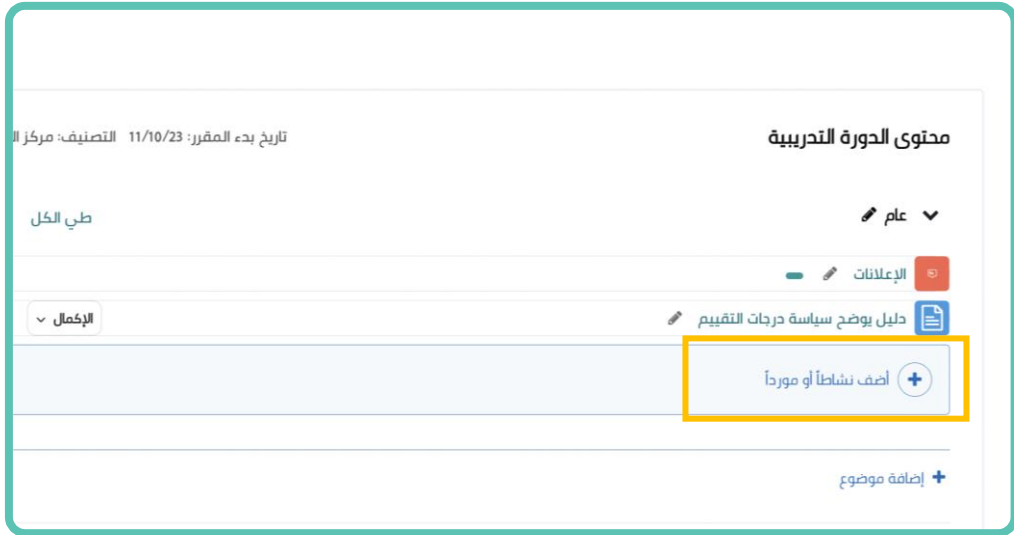 محتوى الدورة التدريبية
تاريخ بدء المقرر: 11/10/23 التصنيف: مركز
عام
طي الكل
الإعلانات
دليل يوضح سياسة درجات التقييم
الإكمال
أضف نشاطاً أو مورداً
إضافة موضوع